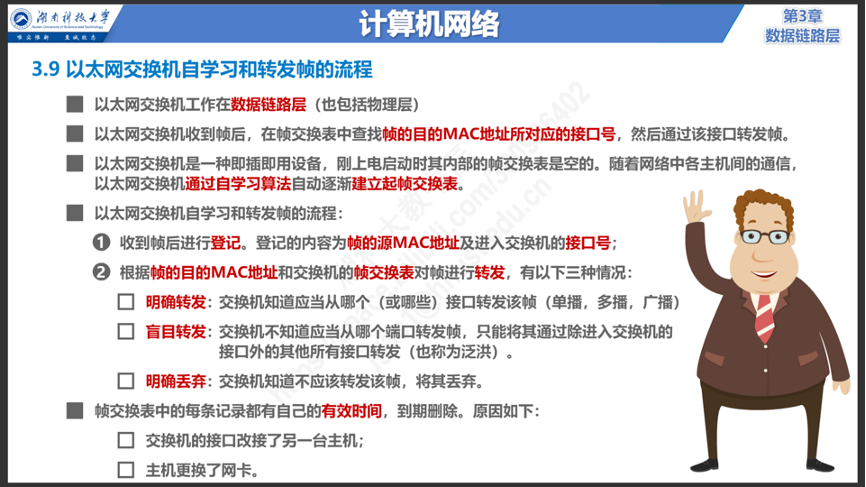 湖南科技大学
Hunan University of Science and Technology
唯实惟新 至诚致志
计算机网络
第3章
数据链路层
3.9 以太网交换机自学习和转发帧的流程
以太网交换机工作在数据链路层（也包括物理层）
以太网交换机收到帧后，在帧交换表中查找帧的目的MAC地址所对应的接口号，然后通过该接口转发帧。
以太网交换机是一种即插即用设备，刚上电启动时其内部的帧交换表是空的。随着网络中各主机间的通信，
以太网交换机通过自学习算法自动逐渐建立起帧交换表。
以太网交换机自学习和转发帧的流程：
❶ 收到帧后进行登记。登记的内容为帧的源MAC地址及进入交换机的接口号；
❷ 根据帧的目的MAC地址和交换机的帧交换表对帧进行转发，有以下三种情况：
明确转发：交换机知道应当从哪个（或哪些）接口转发该帧（单播，多播，广播）
盲目转发：交换机不知道应当从哪个端口转发帧，只能将其通过除进入交换机的
接口外的其他所有接口转发（也称为泛洪）。
明确丢弃：交换机知道不应该转发该帧，将其丢弃。
帧交换表中的每条记录都有自己的有效时间，到期删除。原因如下：
交换机的接口改接了另一台主机；
主机更换了网卡。